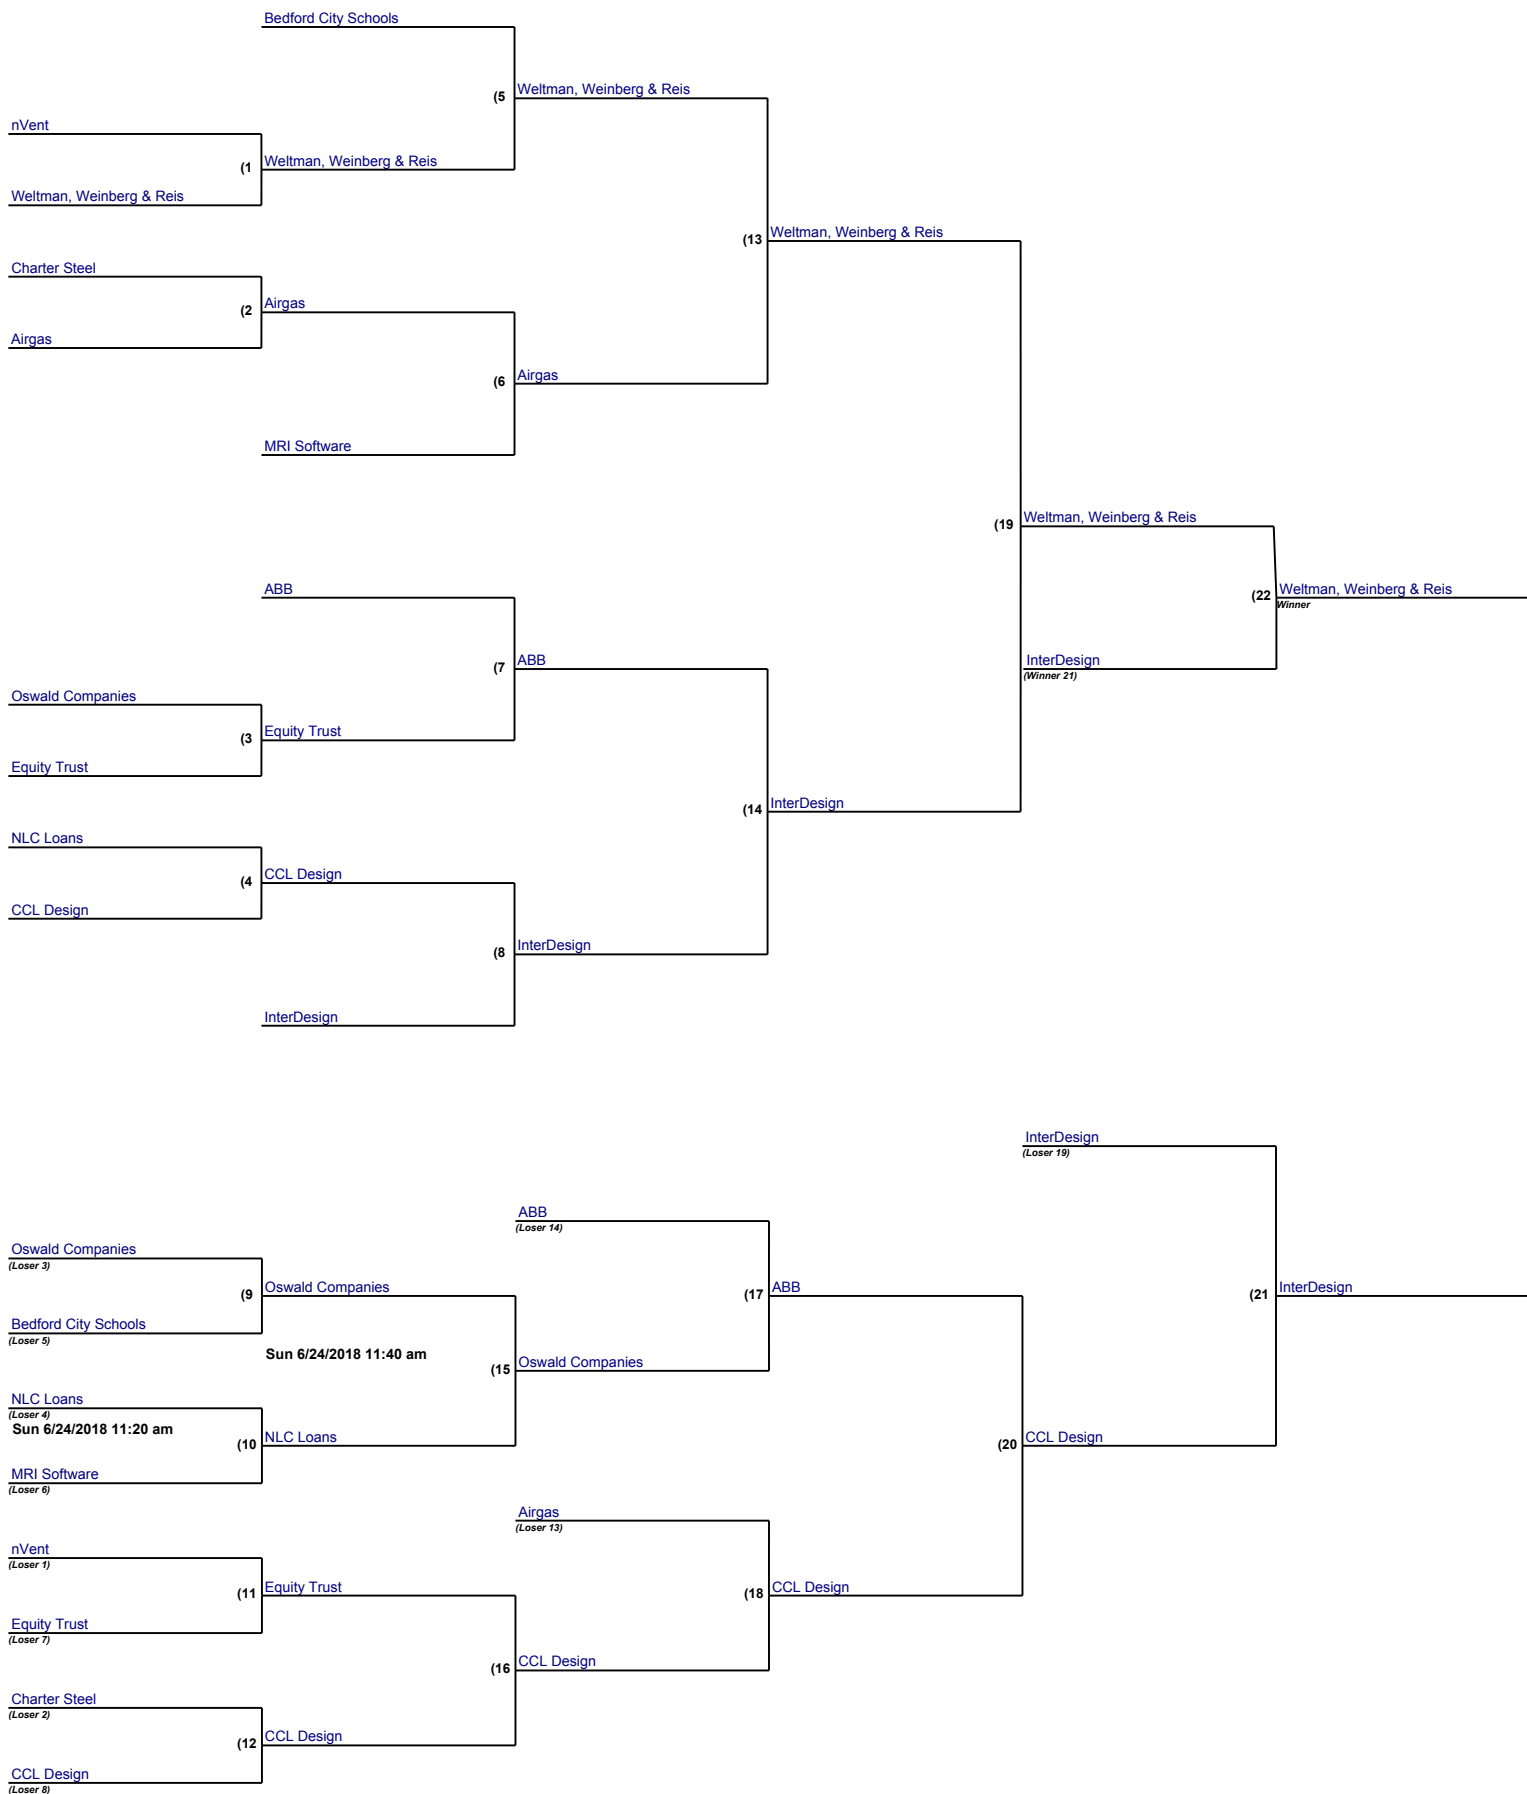 Bedford City Schools
(5
Weltman, Weinberg & Reis
nVent
(1
Weltman, Weinberg & Reis
Weltman, Weinberg & Reis
(13
Weltman, Weinberg & Reis
Charter Steel
(2
Airgas
Airgas
(6
Airgas
MRI Software
(19
Weltman, Weinberg & Reis
ABB
(22
Weltman, Weinberg & Reis
Winner
(7
ABB
InterDesign
(Winner 21)
Oswald Companies
(3
Equity Trust
Equity Trust
(14
InterDesign
NLC Loans
(4
CCL Design
CCL Design
(8
InterDesign
InterDesign
InterDesign
(Loser 19)
ABB
(Loser 14)
Oswald Companies
(Loser 3)
(9
Oswald Companies
(17
ABB
(21
InterDesign
Bedford City Schools
(Loser 5)
Sun 6/24/2018 11:40 am
(15
Oswald Companies
NLC Loans
(Loser 4)
Sun 6/24/2018 11:20 am
(10
NLC Loans
(20
CCL Design
MRI Software
(Loser 6)
Airgas
(Loser 13)
nVent
(Loser 1)
(11
Equity Trust
(18
CCL Design
Equity Trust
(Loser 7)
(16
CCL Design
Charter Steel
(Loser 2)
(12
CCL Design
CCL Design
(Loser 8)